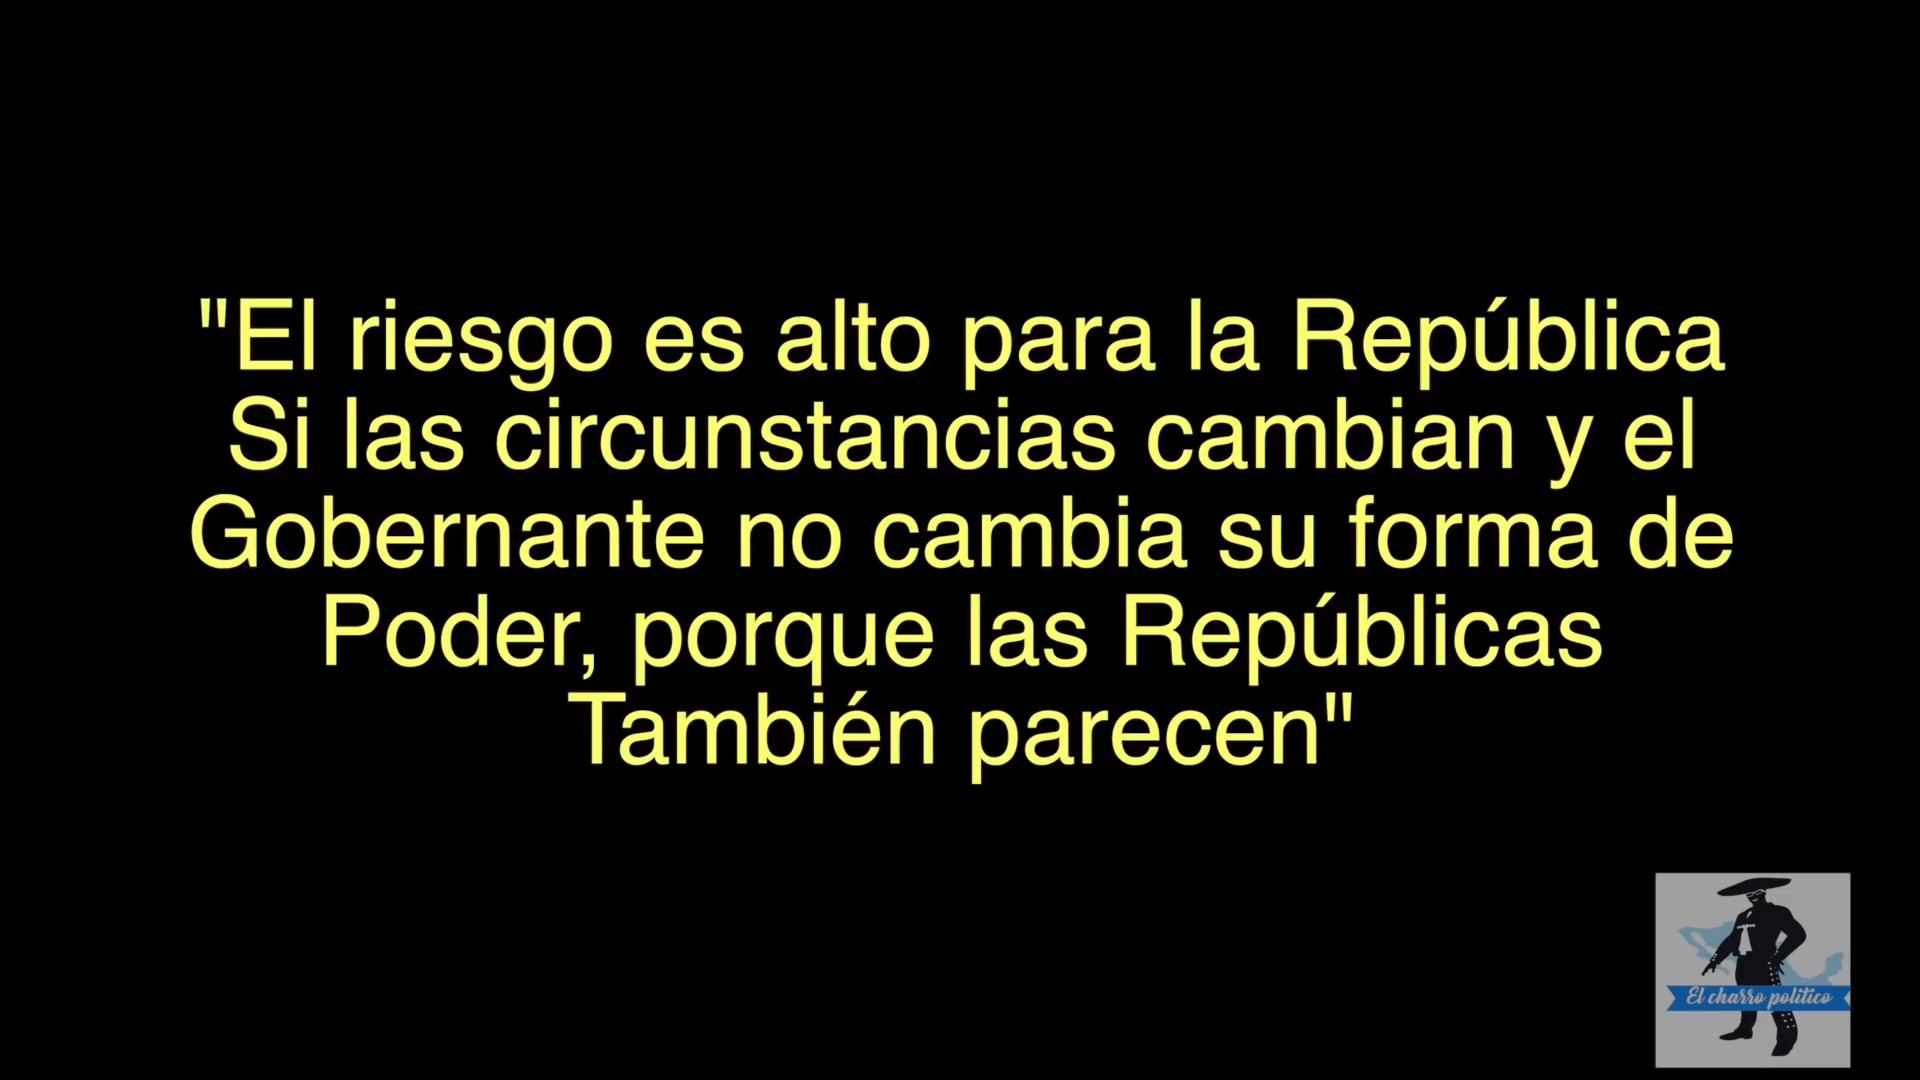 "El riesgo es alto para la República
Si las circunstancias cambian y el
Gobernante no cambia su forma de
Poder, porque las Repúblicas
También parecen"
El charro político